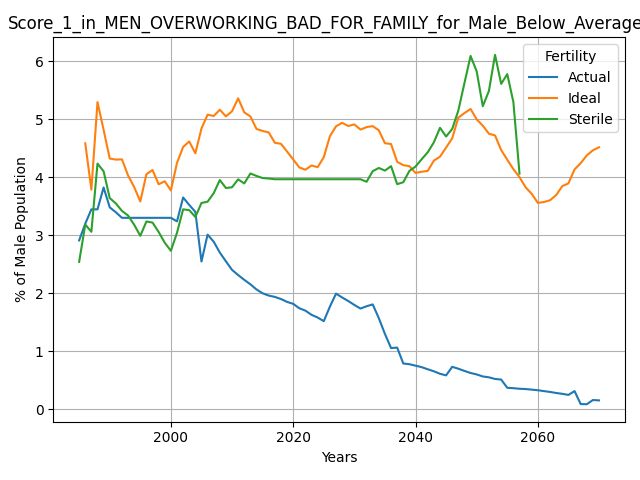 Score_1_in_MEN_OVERWORKING_BAD_FOR_FAMILY_for_Male_Below_Average
% of Male Population
6
5
4
3
2
1
0
Fertility
Actual
Ideal
Sterile
2000 2020 2040 2060
Years